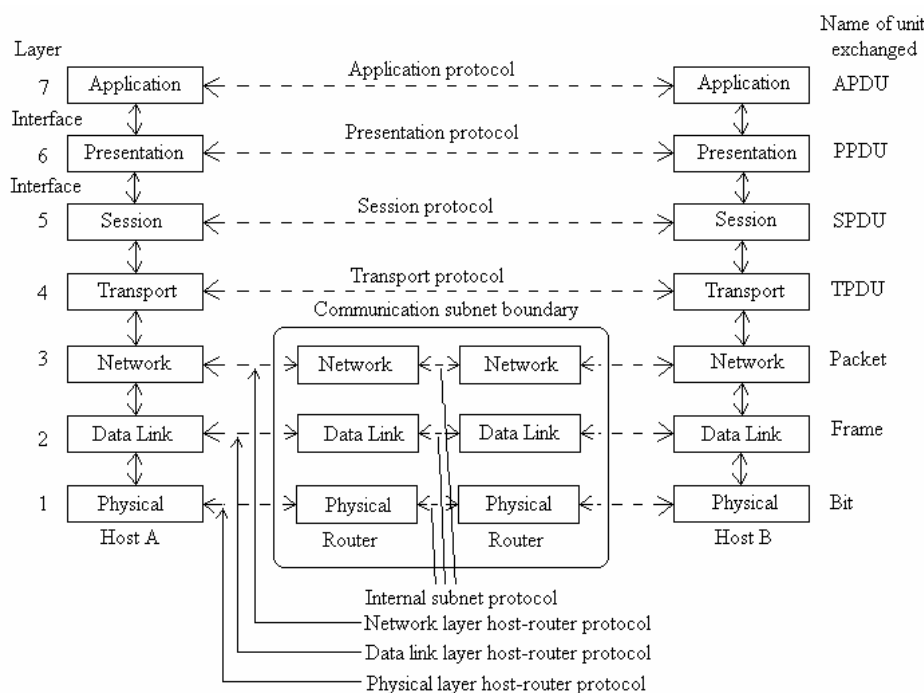 Name of unit
exchanged
Layer
7 Application Application protocol Application APDU
Interface
6 Presentation Presentation protocol Presentation PPDU
Interface
5 Session Session protocol Session SPDU
4 Transport Transport protocol Transport TPDU
Communication subnet boundary
3 Network Network Network Network Packet
2 Data Link Data Link Data Link Data Link Frame
1 Physical Physical Physical Physical Bit
Host A Router Router Host B
Internal subnet protocol
Network layer host-router protocol
Data link layer host-router protocol
Physical layer host-router protocol